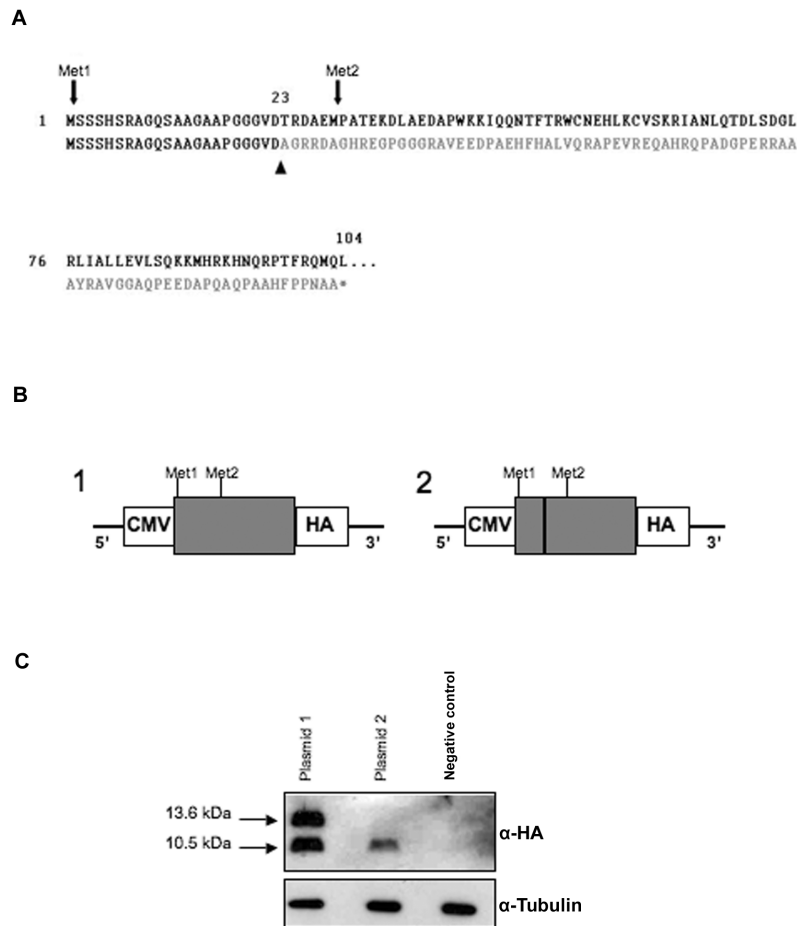 A
Met1 Met2
23
1 MSSSHSRAGQSAAGAAPGGGVDTRDAEMPATEKDLAEDAPWKKIQQNTFTRWCNEHLKCVSKRIANLQTDLSDGL
MSSSHSRAGQSAAGAAPGGGVDAGRRDAGHREGPGGGRAVEEDPAEHFHALVQRAPEVREQAHRQPADGPERRAA
104
76 RLIALLEVLSQKKMHRKHNQRPTFRQMQL...
AYRAVGGAQPEEDAPQAQPAAHFPPNAA*
B
1 Met1 Met2
CMV HA
5' 3'
2 Met1 Met2
CMV HA
5' 3'
C
Plasmid 1
Plasmid 2
Negative control
13.6 kDa
10.5 kDa
α-HA
α-Tubulin